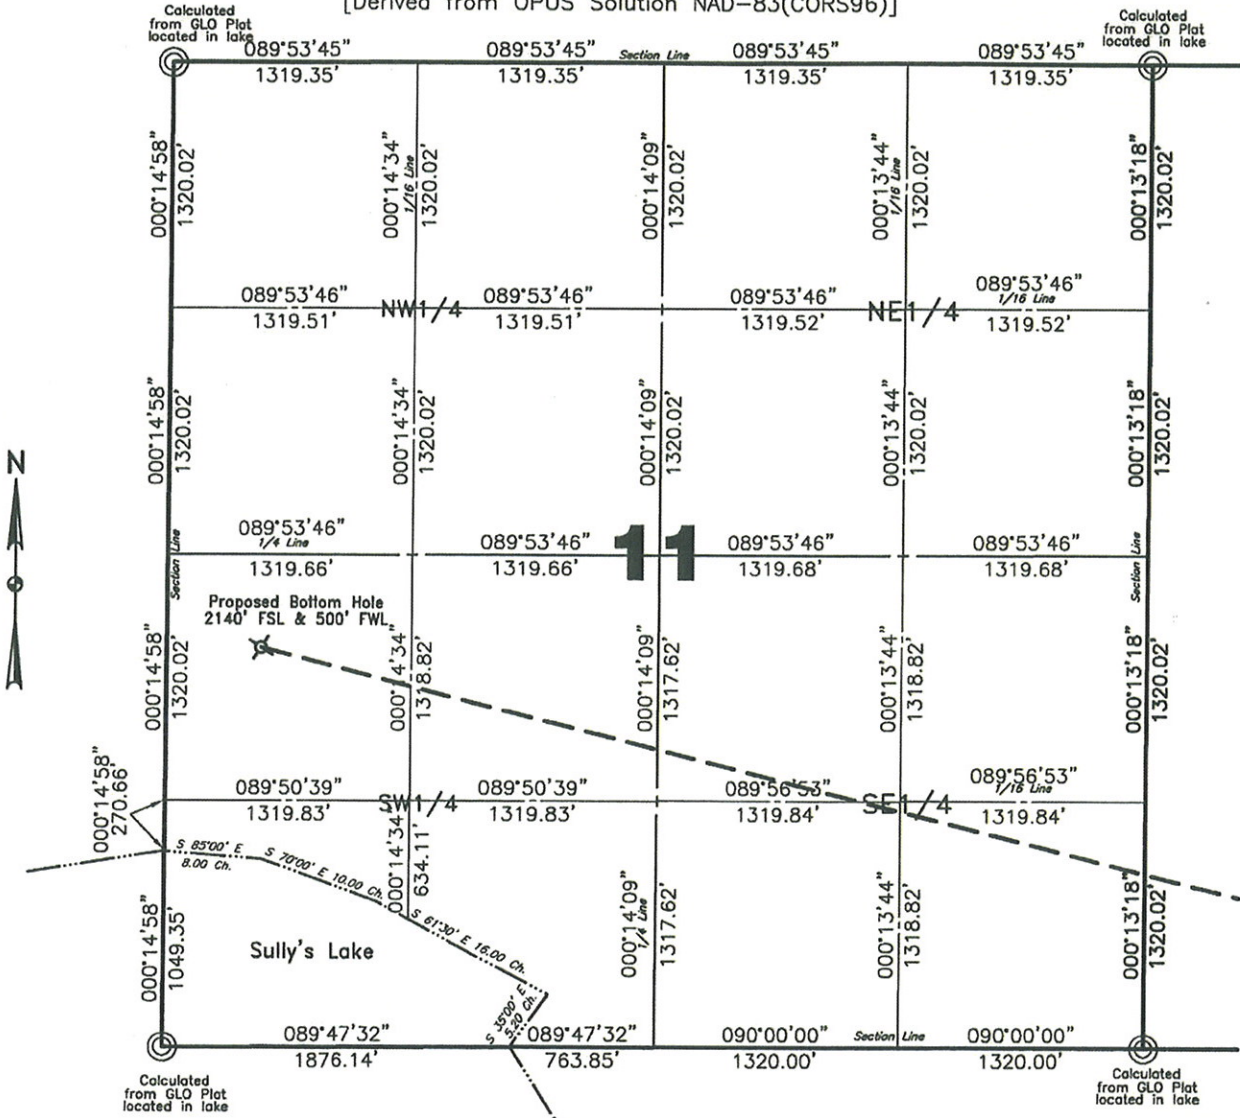 [Derived from OPUS Solution NAD-83(CORS96)]
Calculated
from GLO Plat
located in lake
Calculated
from GLO Plat
located in lake
089°53'45" 089°53'45" Section Line 089°53'45" 089°53'45"
1319.35' 1319.35' 1319.35' 1319.35'
000°14'58" 1320.02'
000°14'34" 1/16 Line 1320.02'
000°14'09" 1320.02'
000°13'44" 1/16 Line 1320.02'
000°13'18" 1320.02'
089°53'46" 089°53'46" 089°53'46" 089°53'46"
1/16 Line
NW1/4 NE1/4
1319.51' 1319.51' 1319.52' 1319.52'
000°14'58" 1320.02'
000°14'34" 1320.02'
000°14'09" 1320.02'
000°13'44" 1320.02'
000°13'18" 1320.02'
N
Section Line
089°53'46" 089°53'46" 089°53'46" 089°53'46"
1/4 Line
11
Section Line
1319.66' 1319.66' 1319.68' 1319.68'
Proposed Bottom Hole
2140' FSL & 500' FWL
000°14'58" 1320.02'
000°14'34" 1318.82'
000°14'09" 1317.62'
000°13'44" 1318.82'
000°13'18" 1320.02'
089°50'39" 089°50'39" 089°56'53" 089°56'53"
1/16 Line
SW1/4 SE1/4
1319.83' 1319.83' 1319.84' 1319.84'
000°14'58"
270.66'
S 85°00' E
8.00 Ch.
S 70°00' E 10.00 Ch.
000°14'34" 634.11'
S 61°30' E 16.00 Ch.
S 35°00' E
5.20 Ch.
Sully's Lake
000°14'58" 1049.35'
000°14'09" 1/4 Line 1317.62'
000°13'44" 1318.82'
000°13'18" 1320.02'
089°47'32" 089°47'32" 090°00'00" Section Line 090°00'00"
1876.14' 763.85' 1320.00' 1320.00'
Calculated
from GLO Plat
located in lake
Calculated
from GLO Plat
located in lake